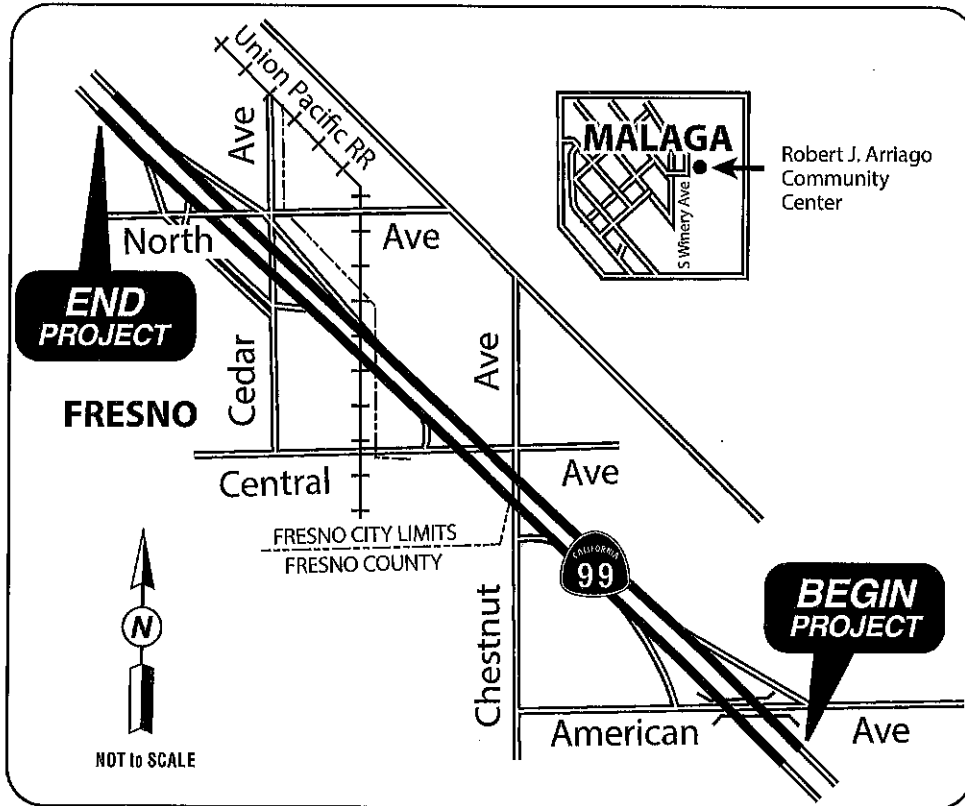 Union Pacific RR
Ave
MALAGA
Robert J. Arriago
Community
Center
S Winery Ave
North Ave
END
PROJECT
FRESNO
Cedar
Ave
Central Ave
FRESNO CITY LIMITS
FRESNO COUNTY
CALIFORNIA
99
N
NOT to SCALE
Chestnut
BEGIN
PROJECT
American Ave